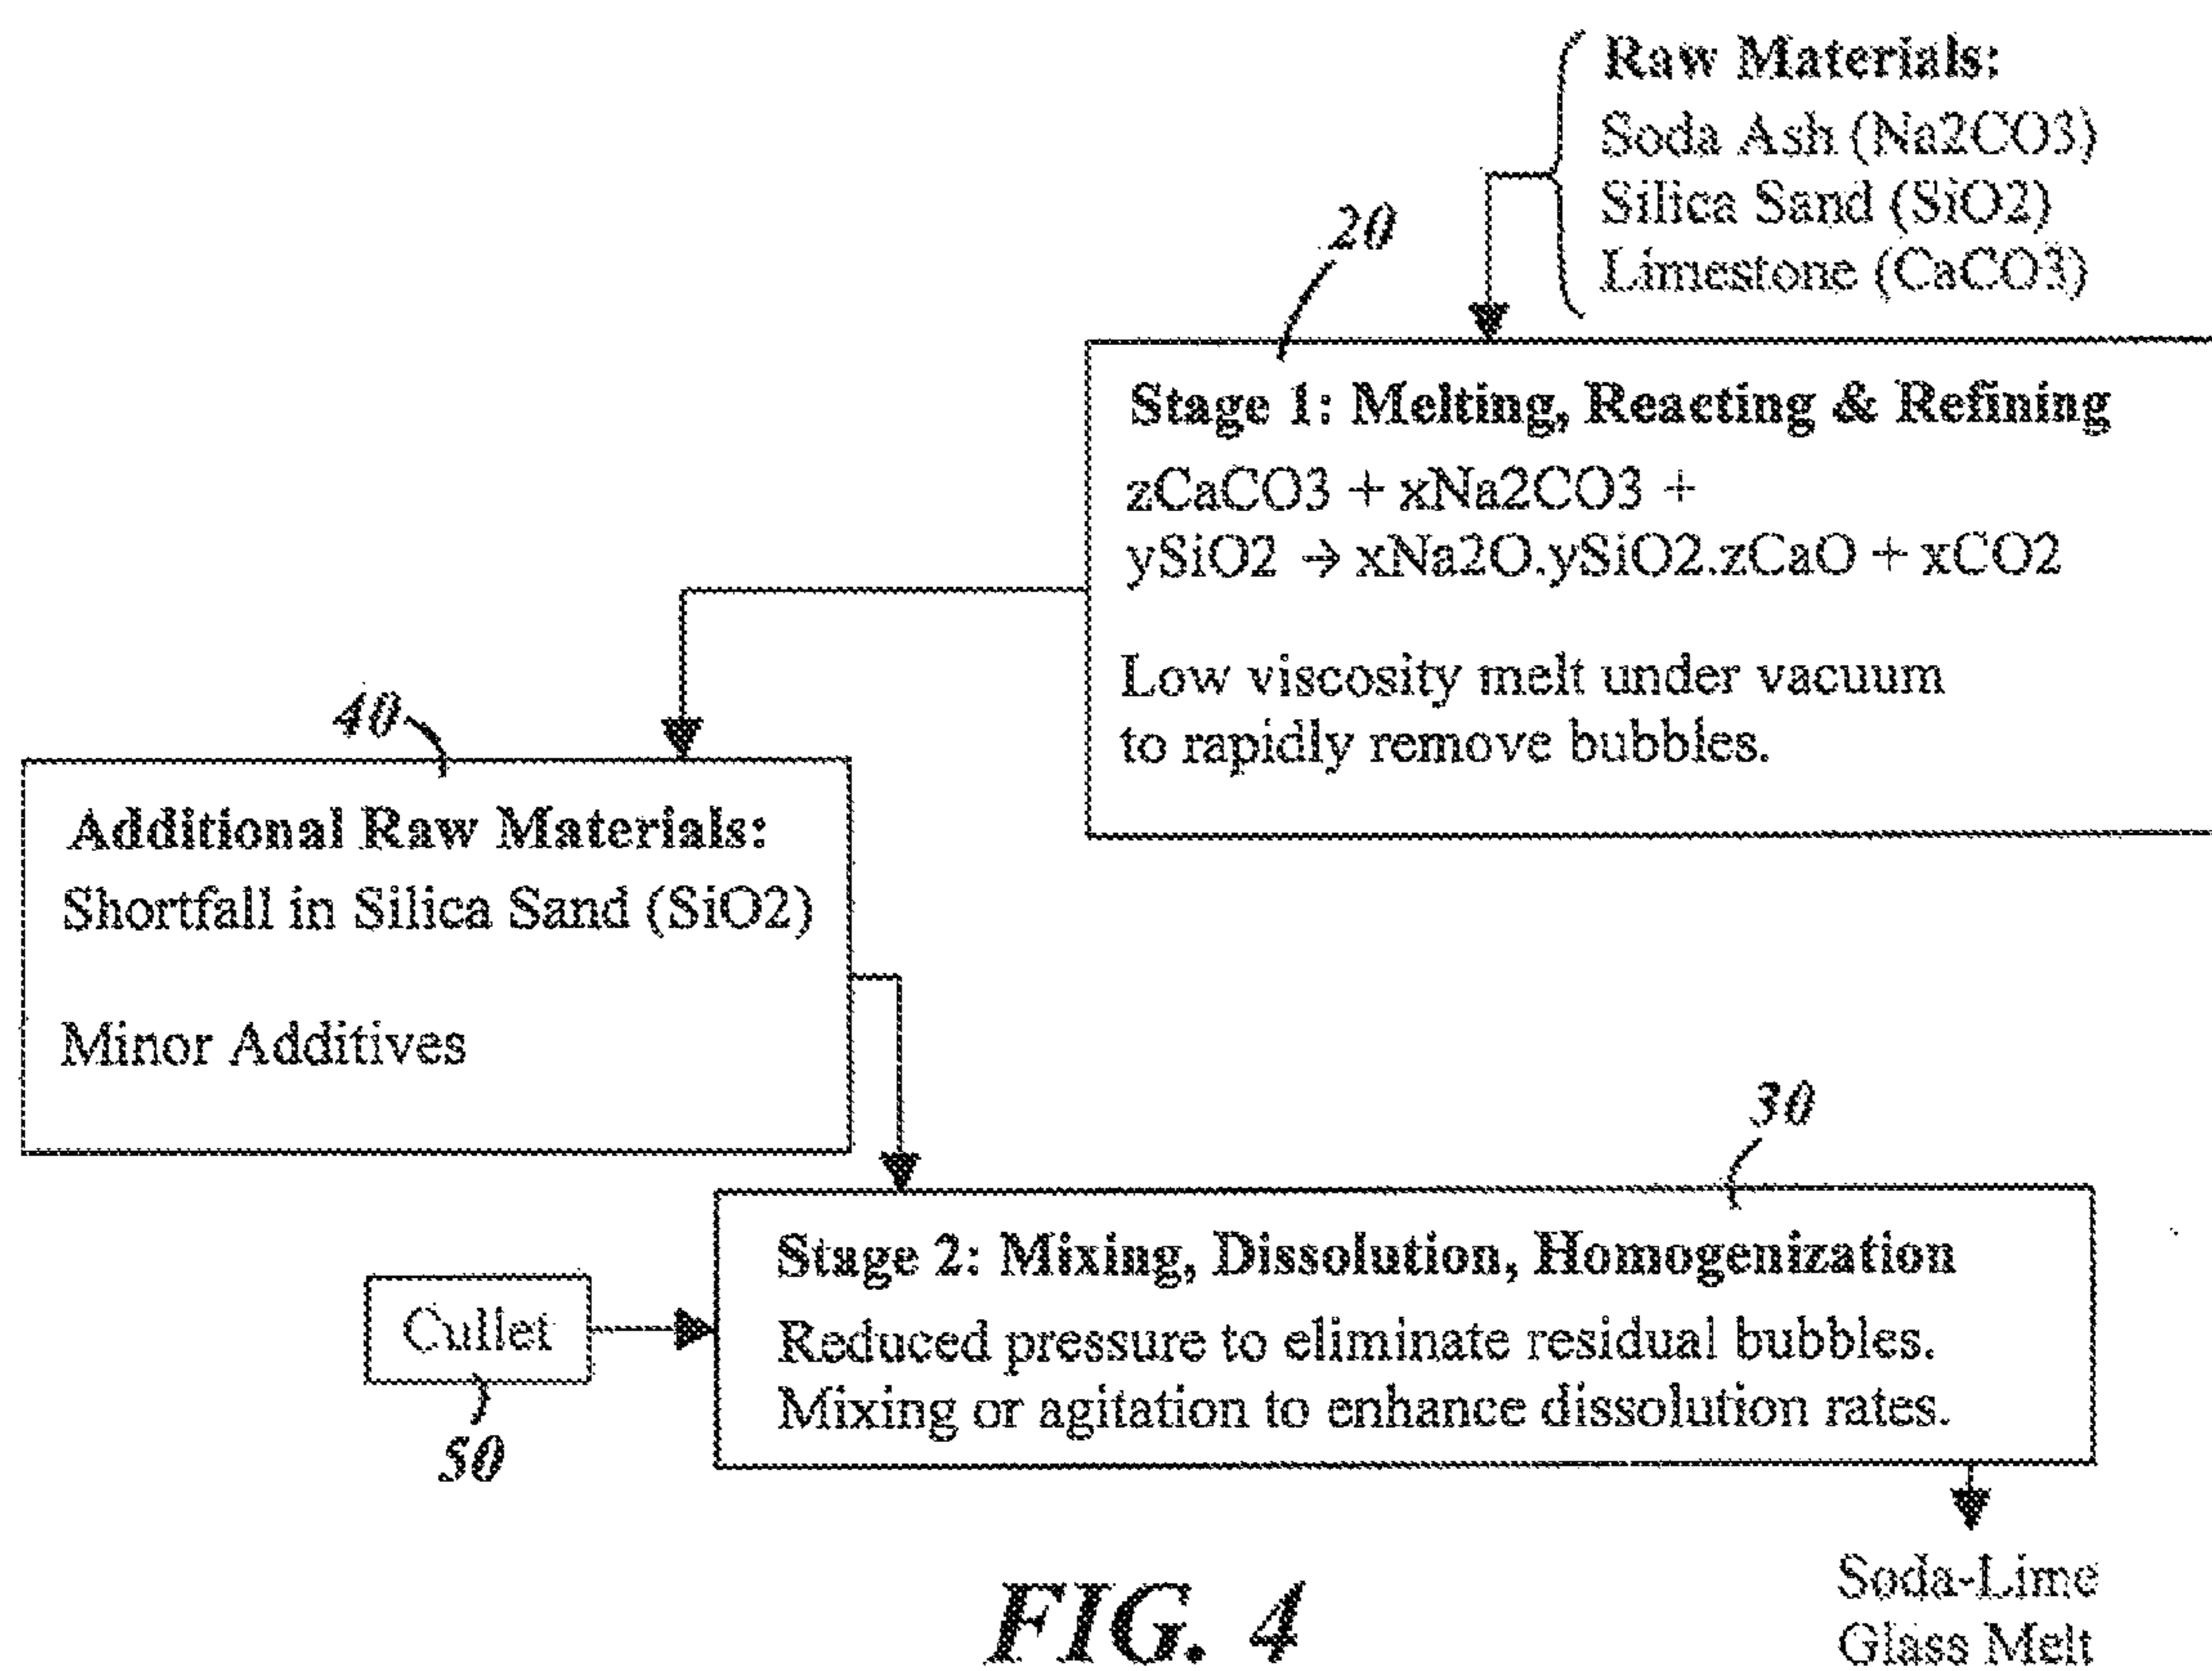 Raw Materials:
Soda Ash (Na2CO3)
Silica Sand (SiO2)
Limestone (CaCO3)
20
Stage 1: Melting, Reacting & Refining
zCaCO3 + xNa2CO3 +
ySiO2 → xNa2O.ySiO2.zCaO + xCO2
Low viscosity melt under vacuum
to rapidly remove bubbles.
40
Additional Raw Materials:
Shortfall in Silica Sand (SiO2)
Minor Additives
30
Stage 2: Mixing, Dissolution, Homogenization
Reduced pressure to eliminate residual bubbles.
Mixing or agitation to enhance dissolution rates.
Cullet
50
Soda-Lime
Glass Melt
FIG. 4